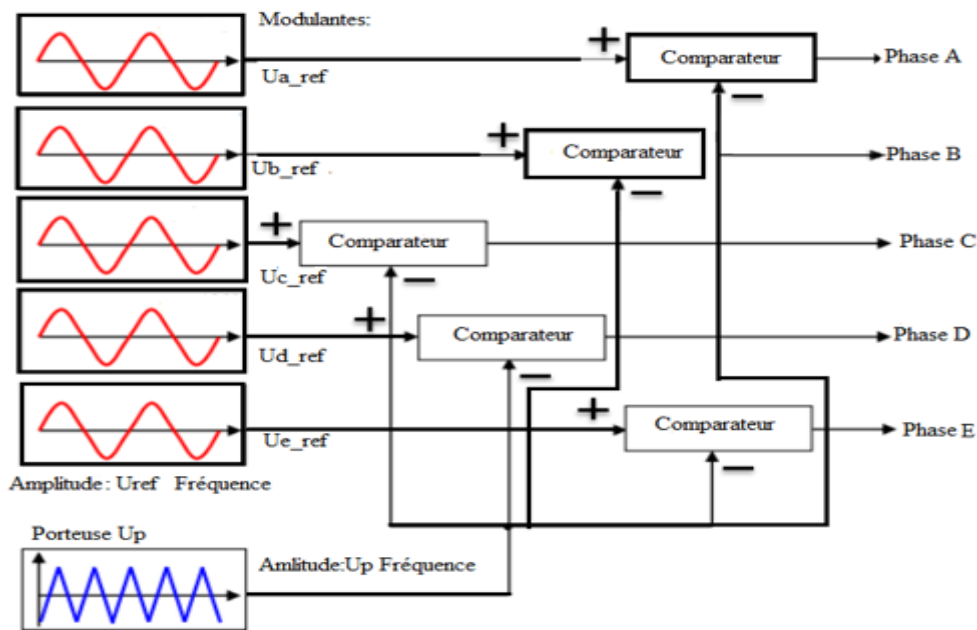 Modulantes:
+
Comparateur
Phase A
Ua_ref
−
+
Comparateur
Phase B
Ub_ref
−
+
Comparateur
Phase C
Uc_ref
−
+
Comparateur
Phase D
Ud_ref
−
+
Comparateur
Phase E
Ue_ref
−
Amplitude: Uref Fréquence
Porteuse Up
Amlitude:Up Fréquence